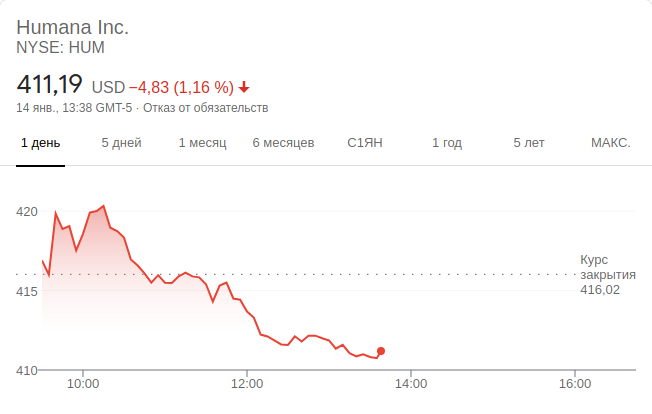 Humana Inc.
NYSE: HUM
411,19 USD −4,83 (1,16 %)
14 янв., 13:38 GMT-5 · Отказ от обязательств
1 день 5 дней 1 месяц 6 месяцев С1ЯН 1 год 5 лет МАКС.
420
Курс
закрытия
416,02
415
410
10:00 12:00 14:00 16:00